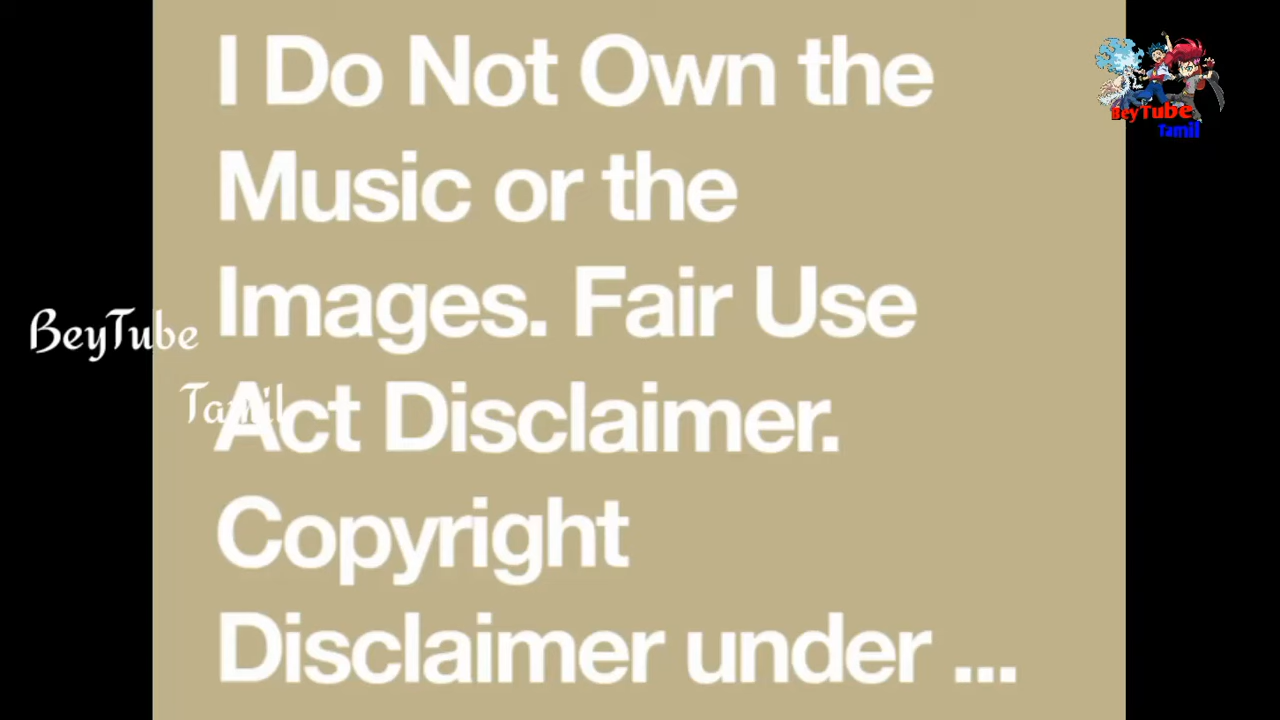 I Do Not Own the
Music or the
Images. Fair Use
Act Disclaimer.
Copyright
Disclaimer under ...
BeyTube
Tamil
BeyTube
Tamil